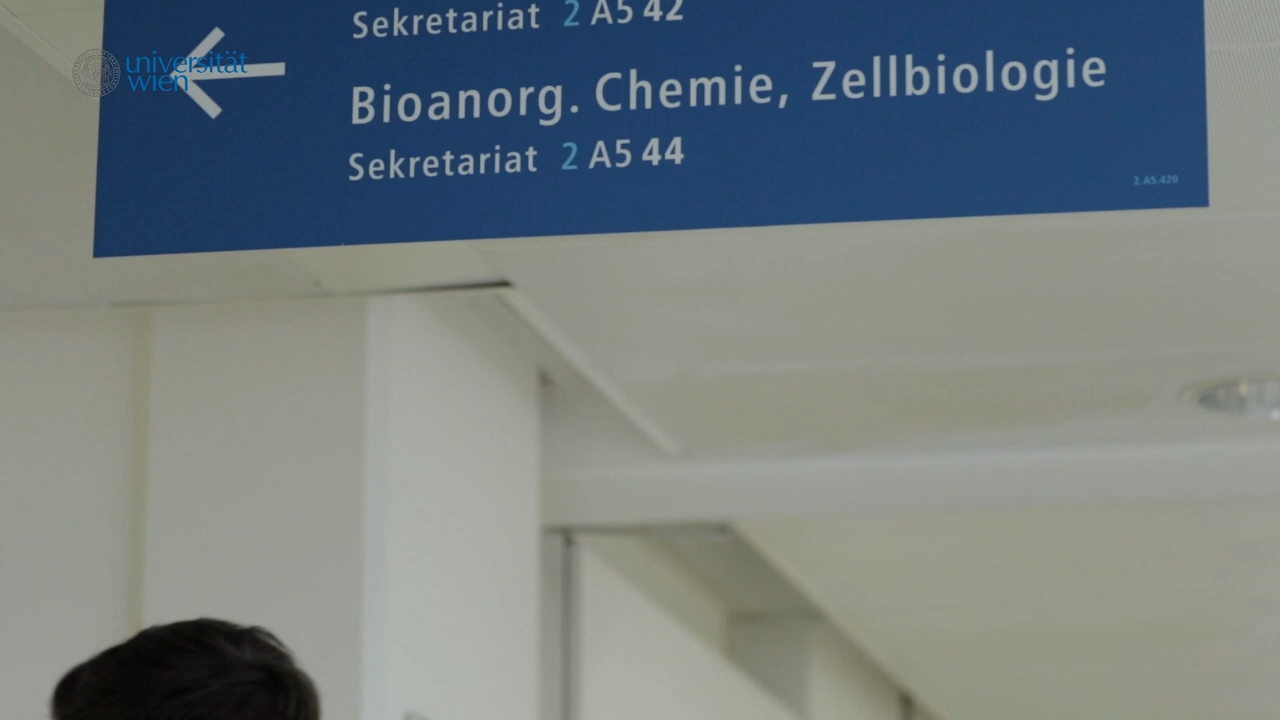 Sekretariat 2 A5 42
universität
wien
Bioanorg. Chemie, Zellbiologie
Sekretariat 2 A5 44
2.A5.420